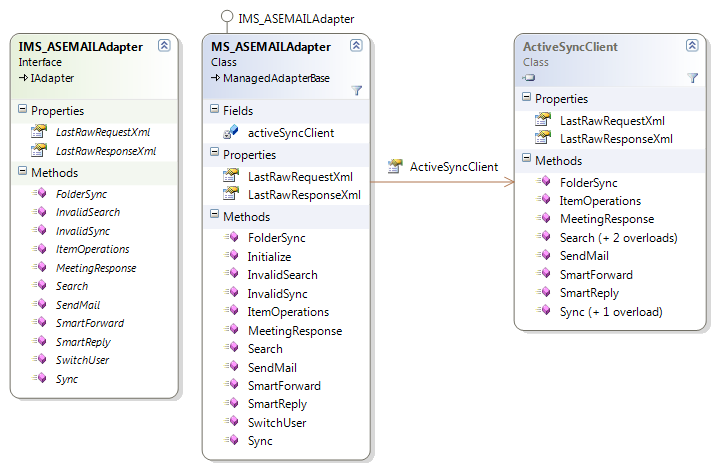 IMS_ASEMAILAdapter
IMS_ASEMAILAdapter
Interface
IAdapter
Properties
LastRawRequestXml
LastRawResponseXml
Methods
FolderSync
InvalidSearch
InvalidSync
ItemOperations
MeetingResponse
Search
SendMail
SmartForward
SmartReply
SwitchUser
Sync
MS_ASEMAILAdapter
Class
ManagedAdapterBase
Fields
activeSyncClient
Properties
LastRawRequestXml
LastRawResponseXml
Methods
FolderSync
Initialize
InvalidSearch
InvalidSync
ItemOperations
MeetingResponse
Search
SendMail
SmartForward
SmartReply
SwitchUser
Sync
ActiveSyncClient
ActiveSyncClient
Class
Properties
LastRawRequestXml
LastRawResponseXml
Methods
FolderSync
ItemOperations
MeetingResponse
Search (+ 2 overloads)
SendMail
SmartForward
SmartReply
Sync (+ 1 overload)